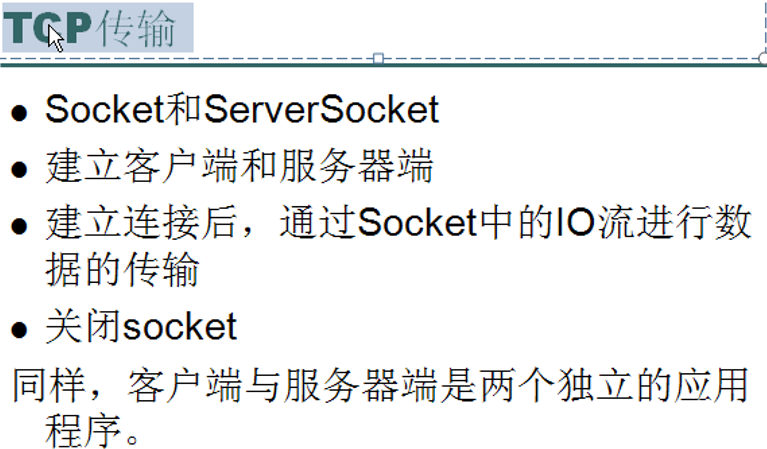 TCP传输
Socket和ServerSocket
建立客户端和服务器端
建立连接后，通过Socket中的IO流进行数
据的传输
关闭socket
同样，客户端与服务器端是两个独立的应用
程序。